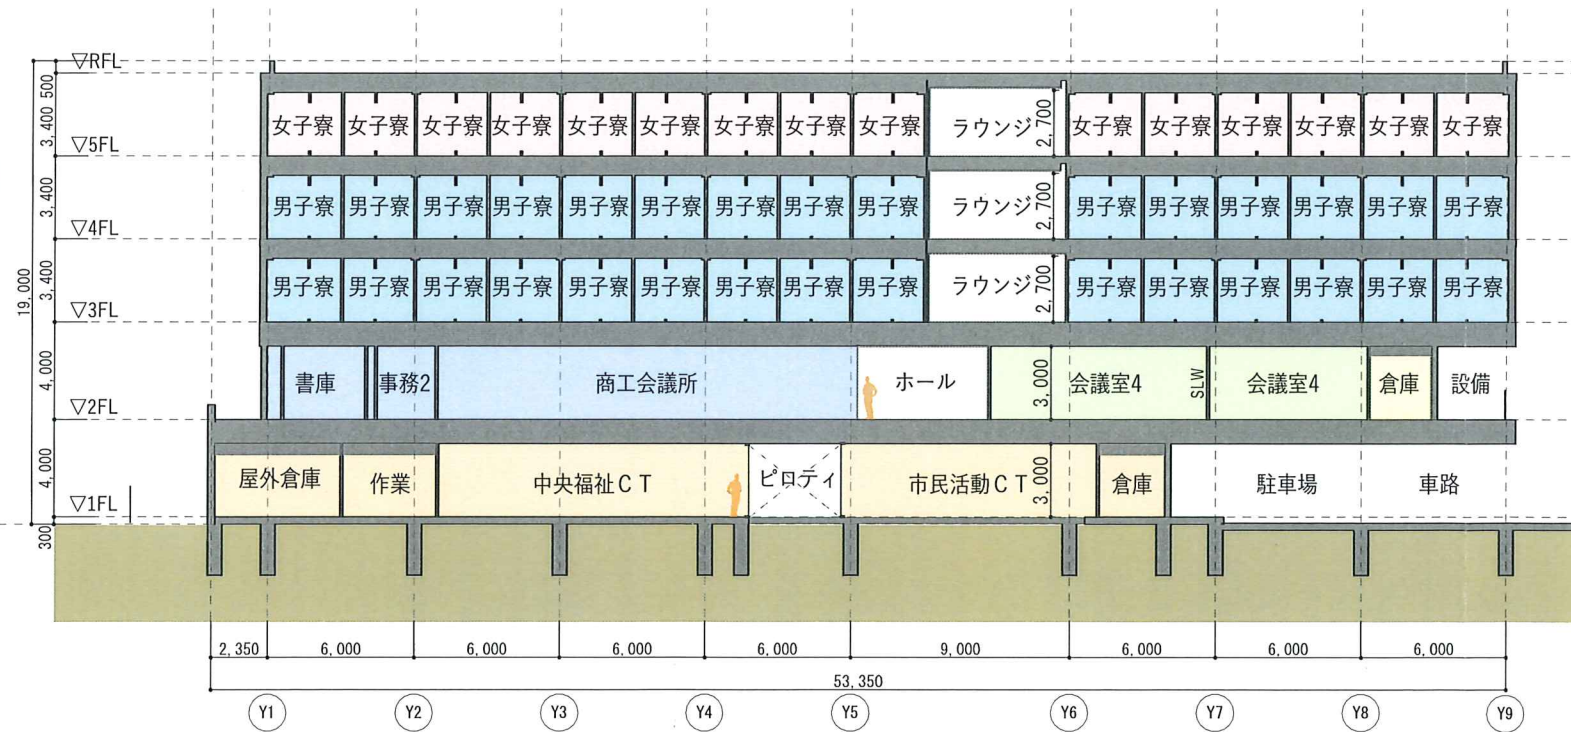 ▽RFL
500
3,400
女子寮 女子寮 女子寮 女子寮 女子寮 女子寮 女子寮 女子寮 女子寮 ラウンジ 2,700 女子寮 女子寮 女子寮 女子寮 女子寮 女子寮
▽5FL
3,400
男子寮 男子寮 男子寮 男子寮 男子寮 男子寮 男子寮 男子寮 男子寮 ラウンジ 2,700 男子寮 男子寮 男子寮 男子寮 男子寮 男子寮
▽4FL
19,000
3,400
男子寮 男子寮 男子寮 男子寮 男子寮 男子寮 男子寮 男子寮 男子寮 ラウンジ 2,700 男子寮 男子寮 男子寮 男子寮 男子寮 男子寮
▽3FL
4,000
書庫 事務2 商工会議所 ホール 3,000 会議室4 SLW 会議室4 倉庫 設備
▽2FL
4,000
屋外倉庫 作業 中央福祉CT ピロティ 市民活動CT 3,000 倉庫 駐車場 車路
▽1FL
300
2,350 6,000 6,000 6,000 6,000 9,000 6,000 6,000 6,000
53,350
Y1 Y2 Y3 Y4 Y5 Y6 Y7 Y8 Y9